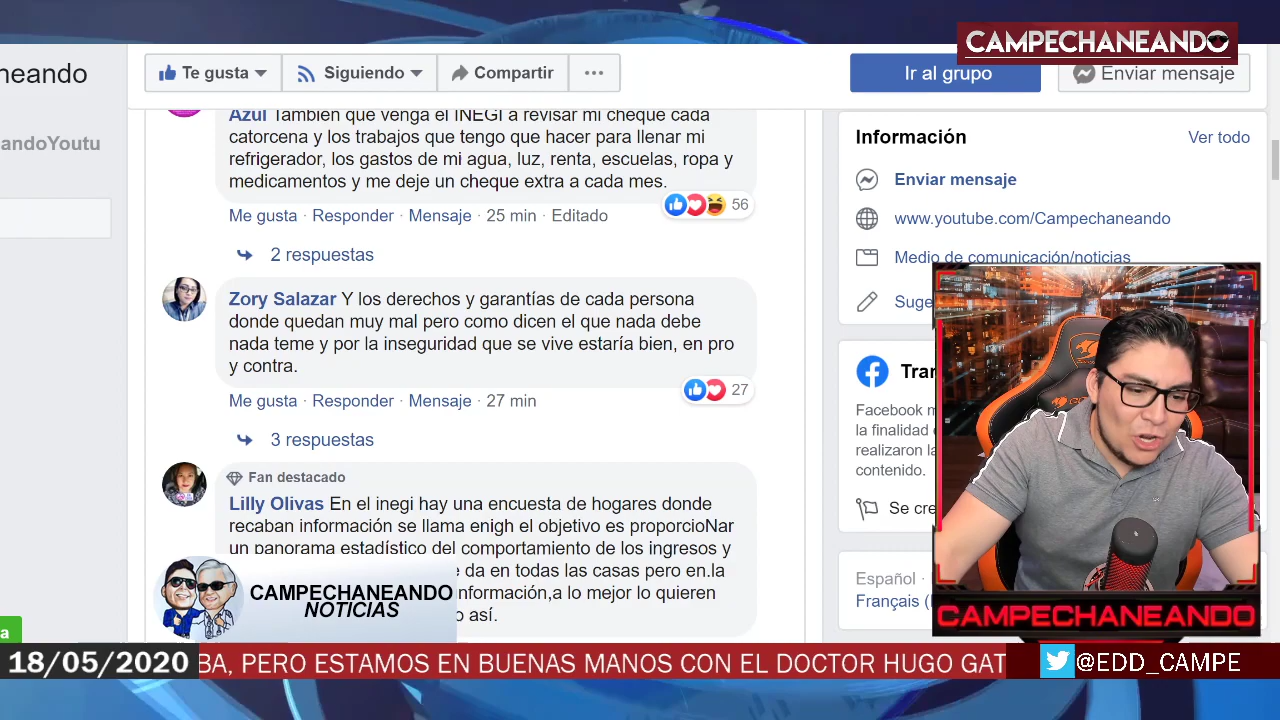 CAMPECHANEANDO
neando
Te gusta
Siguiendo
Compartir
Ir al grupo
Enviar mensaje
andoYoutu
Azul También que venga el INEGI a revisar mi cheque cada
catorcena y los trabajos que tengo que hacer para llenar mi
refrigerador, los gastos de mi agua, luz, renta, escuelas, ropa y
medicamentos y me deje un cheque extra a cada mes.
56
Me gusta · Responder · Mensaje · 25 min · Editado
2 respuestas
Zory Salazar Y los derechos y garantías de cada persona
donde quedan muy mal pero como dicen el que nada debe
nada teme y por la inseguridad que se vive estaría bien, en pro
y contra.
27
Me gusta · Responder · Mensaje · 27 min
3 respuestas
Fan destacado
Lilly Olivas En el inegi hay una encuesta de hogares donde
recaban información se llama enigh el objetivo es proporcioNar
un panorama estadístico del comportamiento de los ingresos y
e da en todas las casas pero en.la
nformación,a lo mejor lo quieren
o así.
Información
Ver todo
Enviar mensaje
www.youtube.com/Campechaneando
Medio de comunicación/noticias
Suge
Tran
Facebook m
la finalidad
realizaron la
contenido.
Se cre
Español ·
Français (
CAMPECHANEANDO
NOTICIAS
CAMPECHANEANDO
a
18/05/2020
BA, PERO ESTAMOS EN BUENAS MANOS CON EL DOCTOR HUGO GAT
@EDD_CAMPE